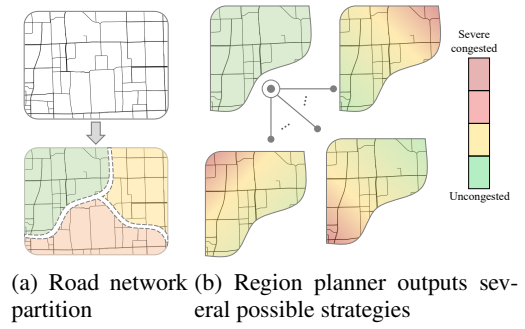 Severe
congested
Uncongested
(a) Road network
partition
(b) Region planner outputs sev-
eral possible strategies